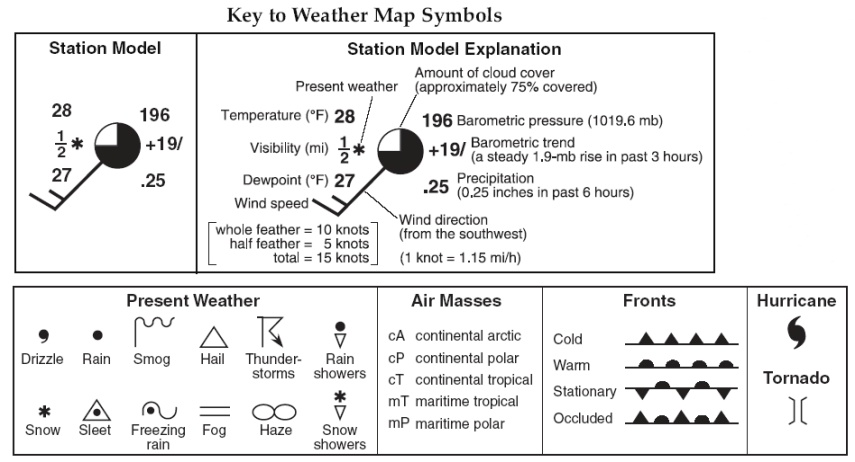 Key to Weather Map Symbols
Station Model
28
196
1/2
+19/
27
.25
Station Model Explanation
Amount of cloud cover
(approximately 75% covered)
Present weather
Temperature (°F) 28
196 Barometric pressure (1019.6 mb)
Visibility (mi) 1/2
+19/ Barometric trend
(a steady 1.9-mb rise in past 3 hours)
Dewpoint (°F) 27
.25 Precipitation
(0.25 inches in past 6 hours)
Wind speed
whole feather = 10 knots
half feather = 5 knots
total = 15 knots
Wind direction
(from the southwest)
(1 knot = 1.15 mi/h)
Present Weather
Drizzle Rain Smog Hail Thunder-
storms
Rain
showers
Snow Sleet Freezing
rain
Fog Haze Snow
showers
Air Masses
cA continental arctic
cP continental polar
cT continental tropical
mT maritime tropical
mP maritime polar
Fronts
Cold
Warm
Stationary
Occluded
Hurricane
Tornado